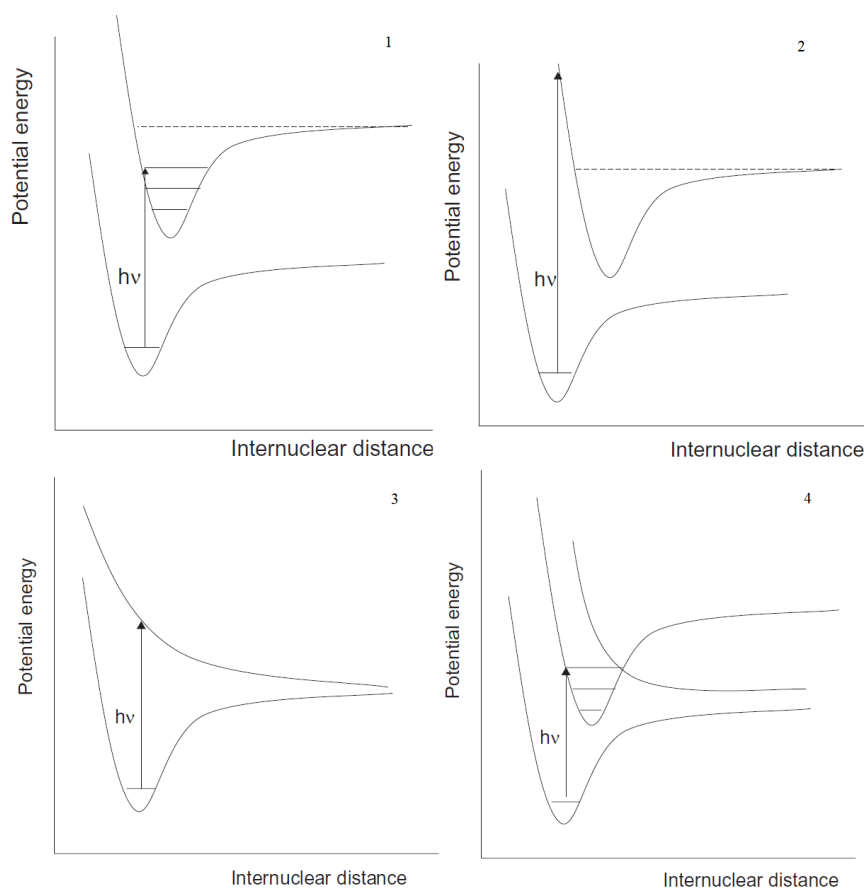 1
Potential energy
hν
Internuclear distance
2
Potential energy
hν
Internuclear distance
3
Potential energy
hν
Internuclear distance
4
Potential energy
hν
Internuclear distance